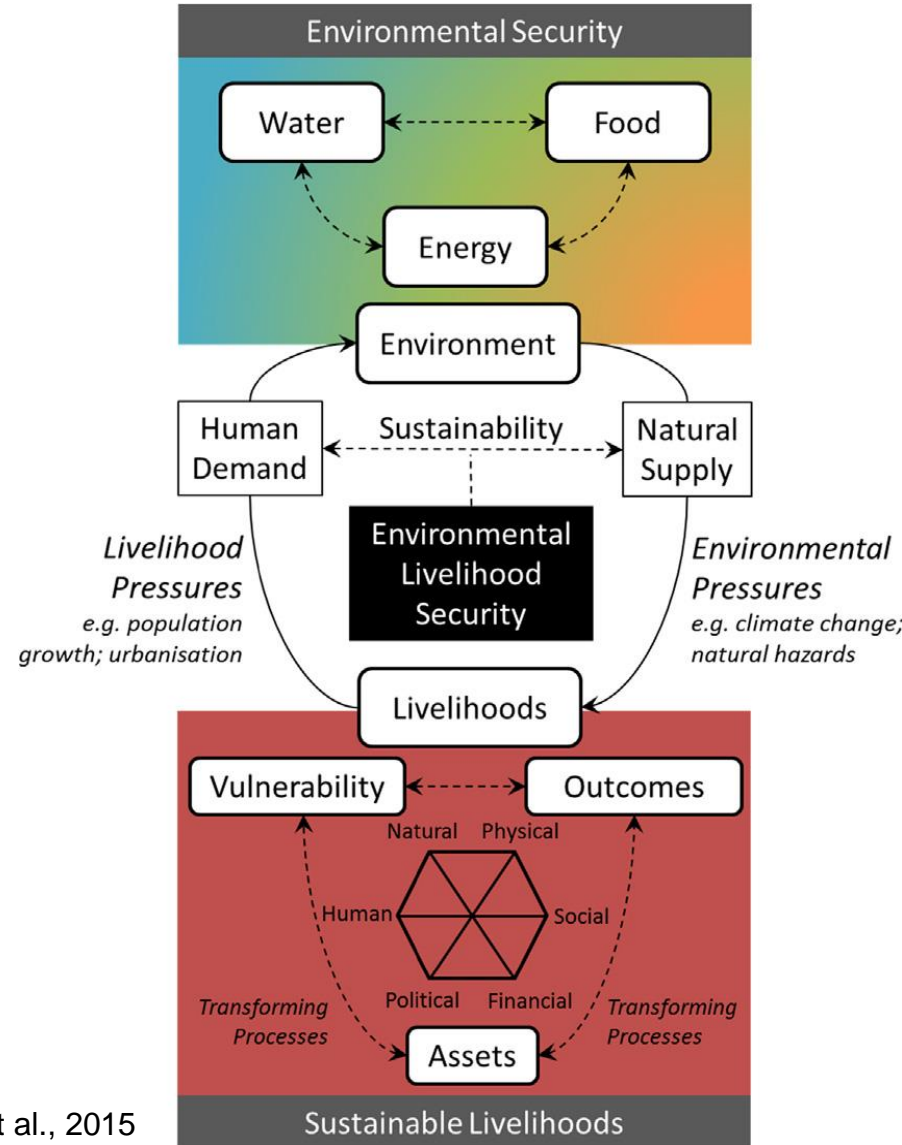 Environmental Security
Water
Food
Energy
Environment
Human
Demand
Sustainability
Natural
Supply
Livelihood
Pressures
e.g. population
growth; urbanisation
Environmental
Livelihood
Security
Environmental
Pressures
e.g. climate change;
natural hazards
Livelihoods
Vulnerability
Outcomes
Natural Physical
Human Social
Political Financial
Transforming
Processes
Transforming
Processes
Assets
al., 2015
Sustainable Livelihoods